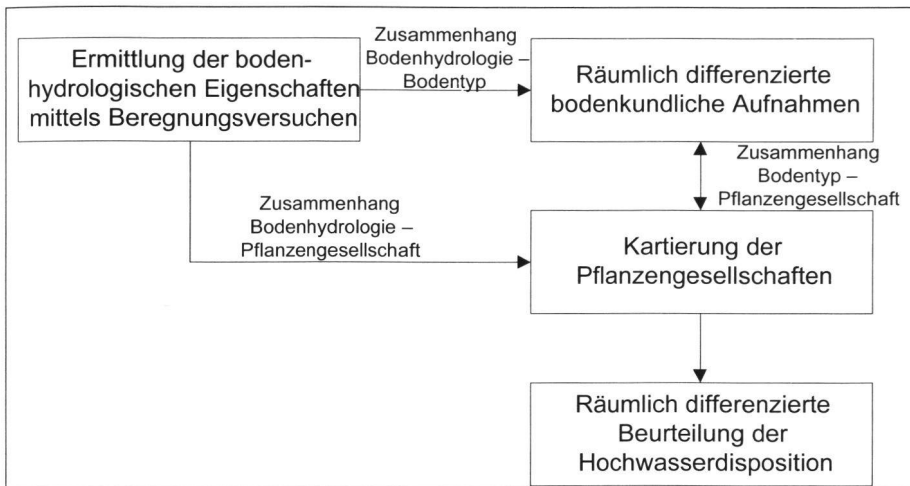 Ermittlung der boden-
hydrologischen Eigenschaften
mittels Beregnungsversuchen
Zusammenhang
Bodenhydrologie –
Bodentyp
Räumlich differenzierte
bodenkundliche Aufnahmen
Zusammenhang
Bodentyp –
Pflanzengesellschaft
Zusammenhang
Bodenhydrologie –
Pflanzengesellschaft
Kartierung der
Pflanzengesellschaften
Räumlich differenzierte
Beurteilung der
Hochwasserdisposition